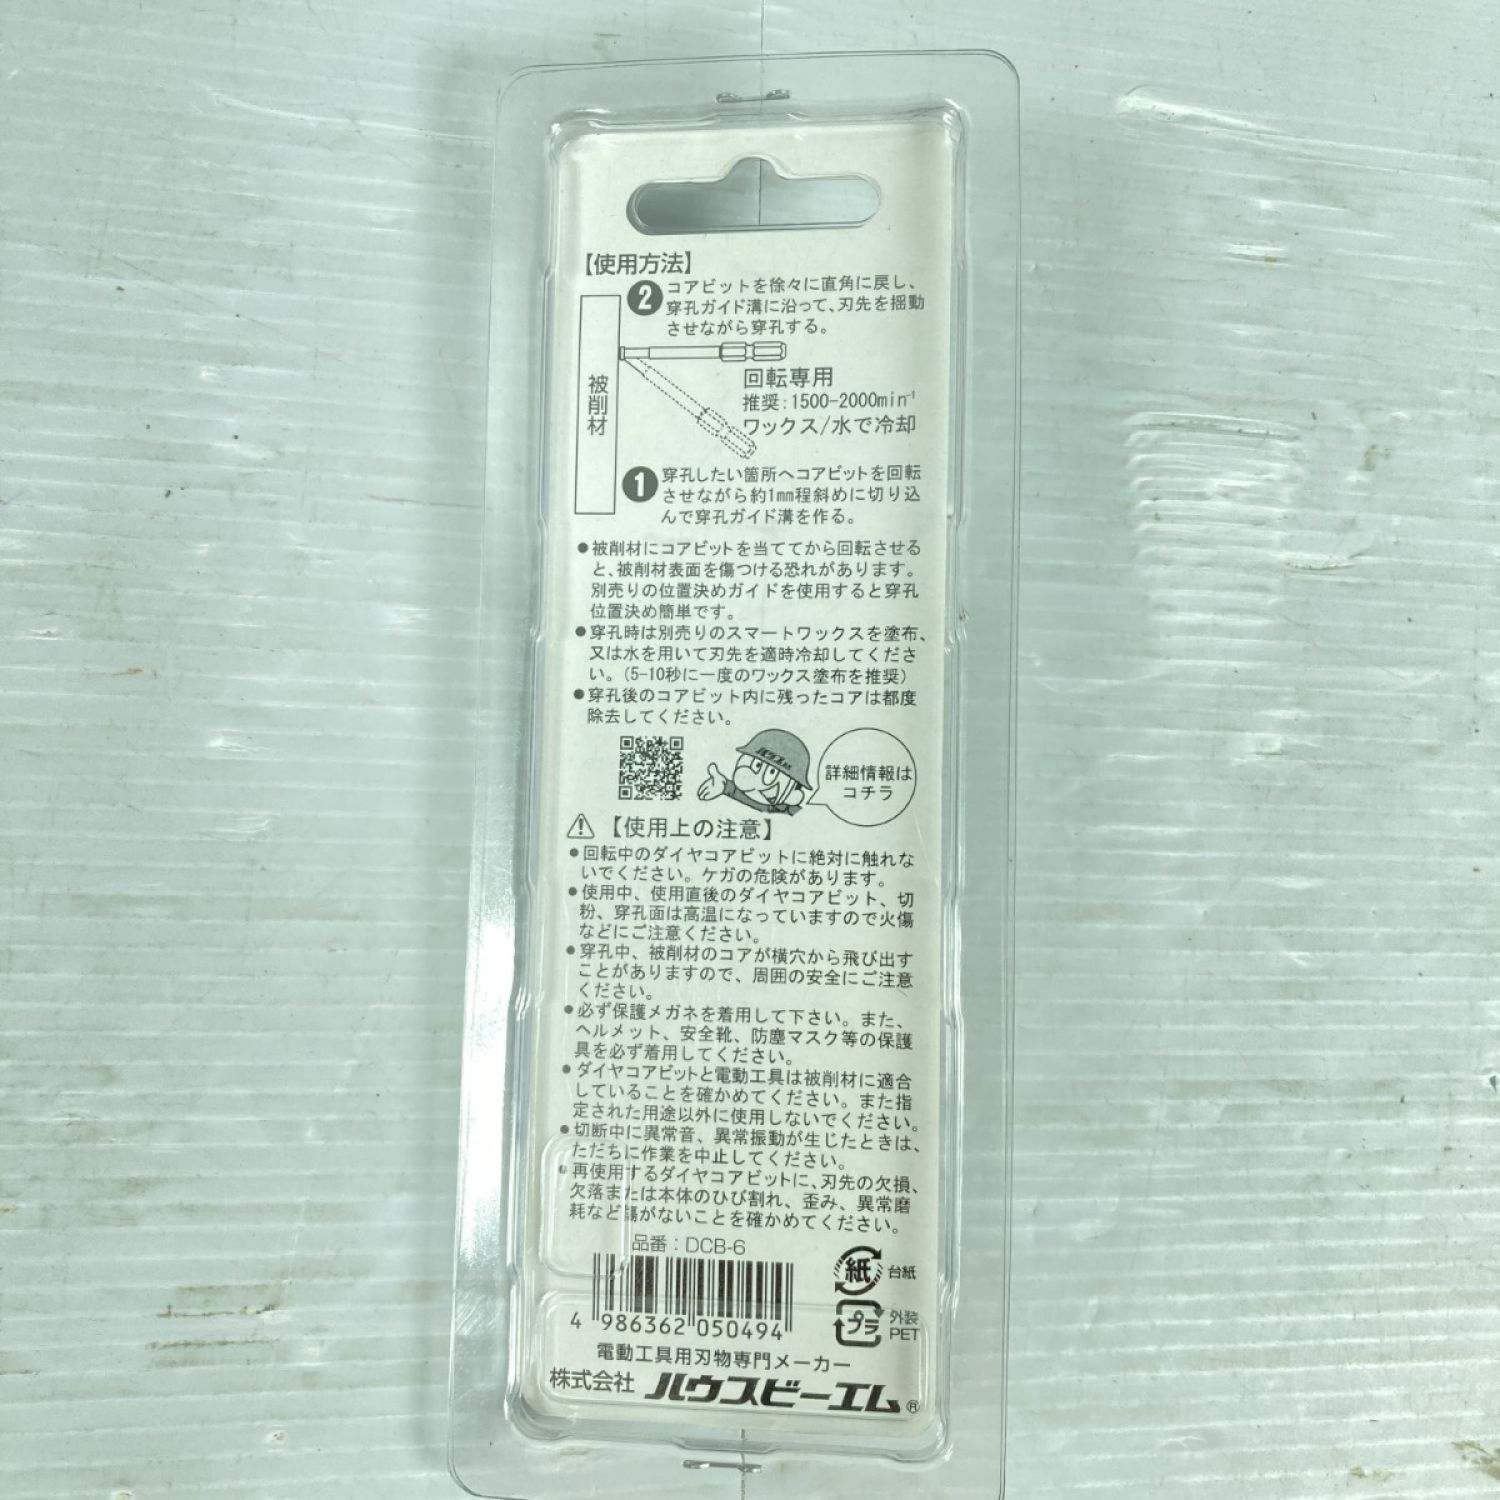 【使用方法】
❷ コアビットを徐々に直角に戻し、
穿孔ガイド溝に沿って、刃先を揺動
させながら穿孔する。
被削材
回転専用
推奨:1500-2000min⁻¹
ワックス/水で冷却
❶ 穿孔したい箇所へコアビットを回転
させながら約1mm程斜めに切り込
んで穿孔ガイド溝を作る。
●被削材にコアビットを当ててから回転させる
と、被削材表面を傷つける恐れがあります。
別売りの位置決めガイドを使用すると穿孔
位置決め簡単です。
●穿孔時は別売りのスマートワックスを塗布、
又は水を用いて刃先を適時冷却してくださ
い。(5-10秒に一度のワックス塗布を推奨)
●穿孔後のコアビット内に残ったコアは都度
除去してください。
ハウスB.M
詳細情報は
コチラ
⚠【使用上の注意】
●回転中のダイヤコアビットに絶対に触れな
いでください。ケガの危険があります。
●使用中、使用直後のダイヤコアビット、切
粉、穿孔面は高温になっていますので火傷
などにご注意ください。
●穿孔中、被削材のコアが横穴から飛び出す
ことがありますので、周囲の安全にご注意
ください。
●必ず保護メガネを着用して下さい。また、
ヘルメット、安全靴、防塵マスク等の保護
具を必ず着用してください。
●ダイヤコアビットと電動工具は被削材に適合
していることを確かめてください。また指
定された用途以外に使用しないでください。
●切断中に異常音、異常振動が生じたときは、
ただちに作業を中止してください。
●再使用するダイヤコアビットに、刃先の欠損、
欠落または本体のひび割れ、歪み、異常磨
耗など傷がないことを確かめてください。
品番:DCB-6
4 986362 050494
紙 台紙
プラ 外装
PET
電動工具用刃物専門メーカー
株式会社 ハウスビーエム®